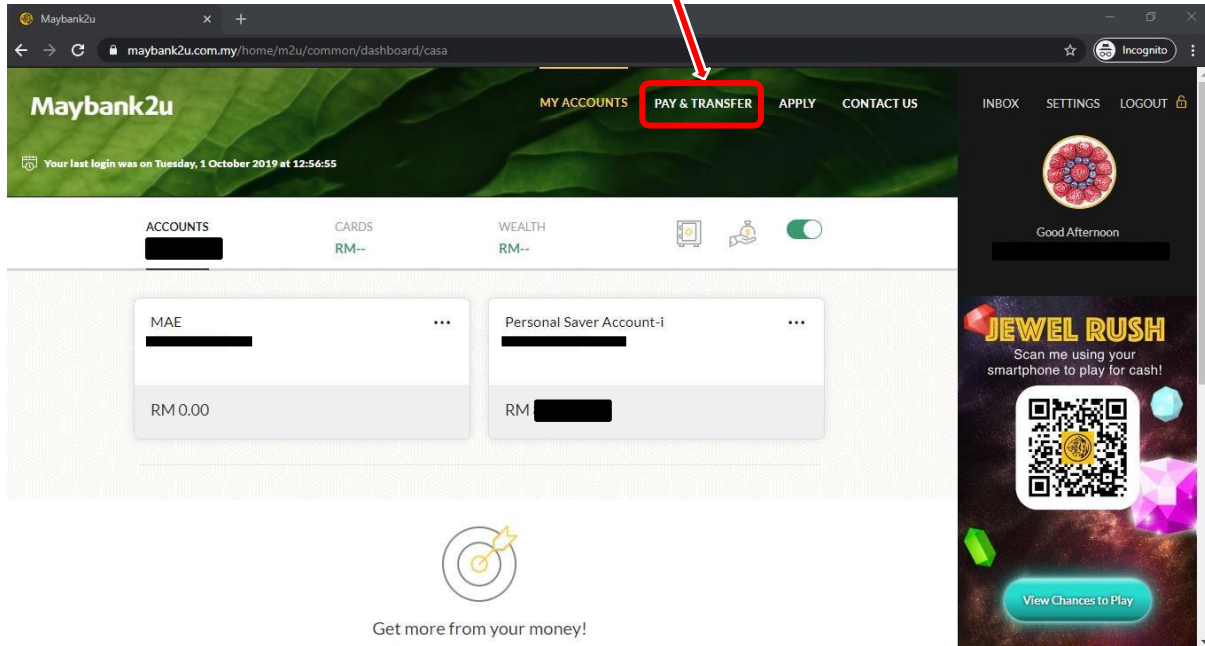 Maybank2u
maybank2u.com.my/home/m2u/common/dashboard/casa
Incognito
Maybank2u
MY ACCOUNTS PAY & TRANSFER APPLY CONTACT US
INBOX SETTINGS LOGOUT
Your last login was on Tuesday, 1 October 2019 at 12:56:55
ACCOUNTS CARDS WEALTH
RM-- RM--
Good Afternoon
MAE
Personal Saver Account-i
RM 0.00
RM
JEWEL RUSH
Scan me using your
smartphone to play for cash!
View Chances to Play
Get more from your money!